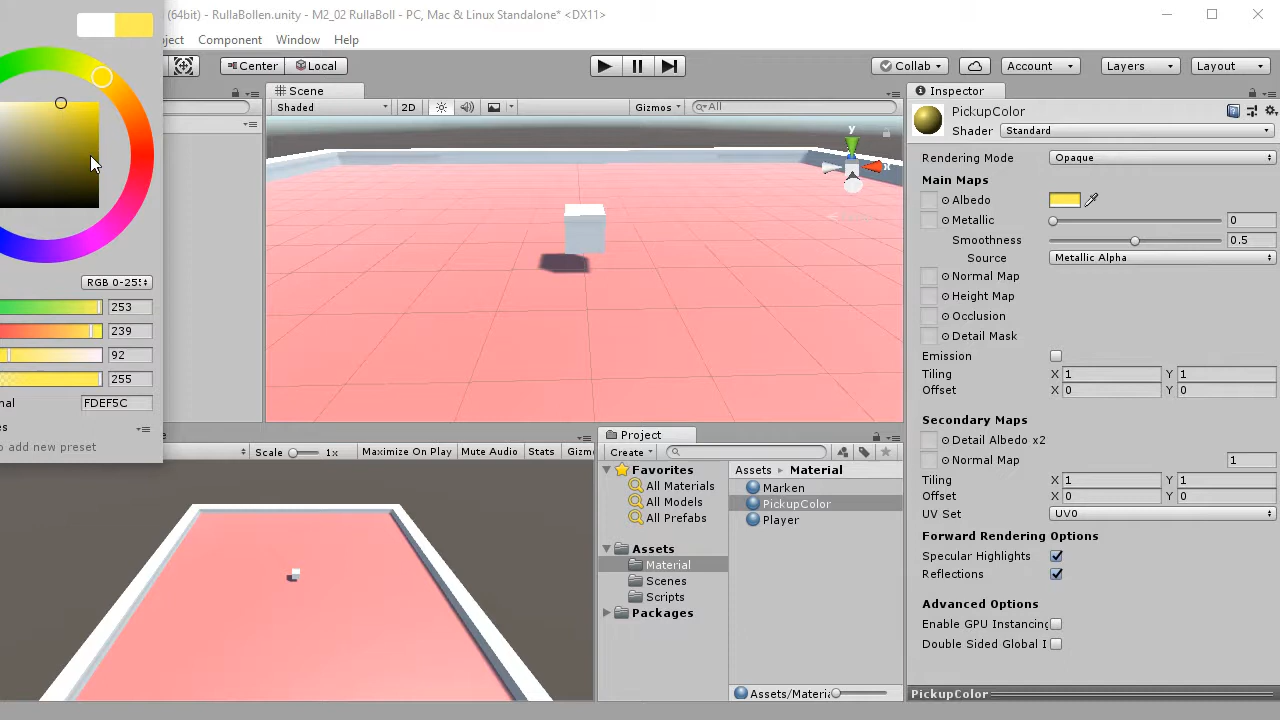 (64bit) - RullaBollen.unity - M2_02 RullaBoll - PC, Mac & Linux Standalone* <DX11>
ject Component Window Help
Center Local Collab Account Layers Layout
RGB 0-255
253
239
92
255
nal FDEF5C
es
o add new preset
Scene
Shaded 2D Gizmos All
y
x
e
Scale 1x Maximize On Play Mute Audio Stats Gizmo
Project
Create
Favorites
All Materials
All Models
All Prefabs
Assets
Material
Scenes
Scripts
Packages
Assets Material
Marken
PickupColor
Player
Assets/Materia
Inspector
PickupColor
Shader Standard
Rendering Mode Opaque
Main Maps
Albedo
Metallic 0
Smoothness 0.5
Source Metallic Alpha
Normal Map
Height Map
Occlusion
Detail Mask
Emission
Tiling X 1 Y 1
Offset X 0 Y 0
Secondary Maps
Detail Albedo x2
Normal Map 1
Tiling X 1 Y 1
Offset X 0 Y 0
UV Set UV0
Forward Rendering Options
Specular Highlights
Reflections
Advanced Options
Enable GPU Instancing
Double Sided Global I
PickupColor